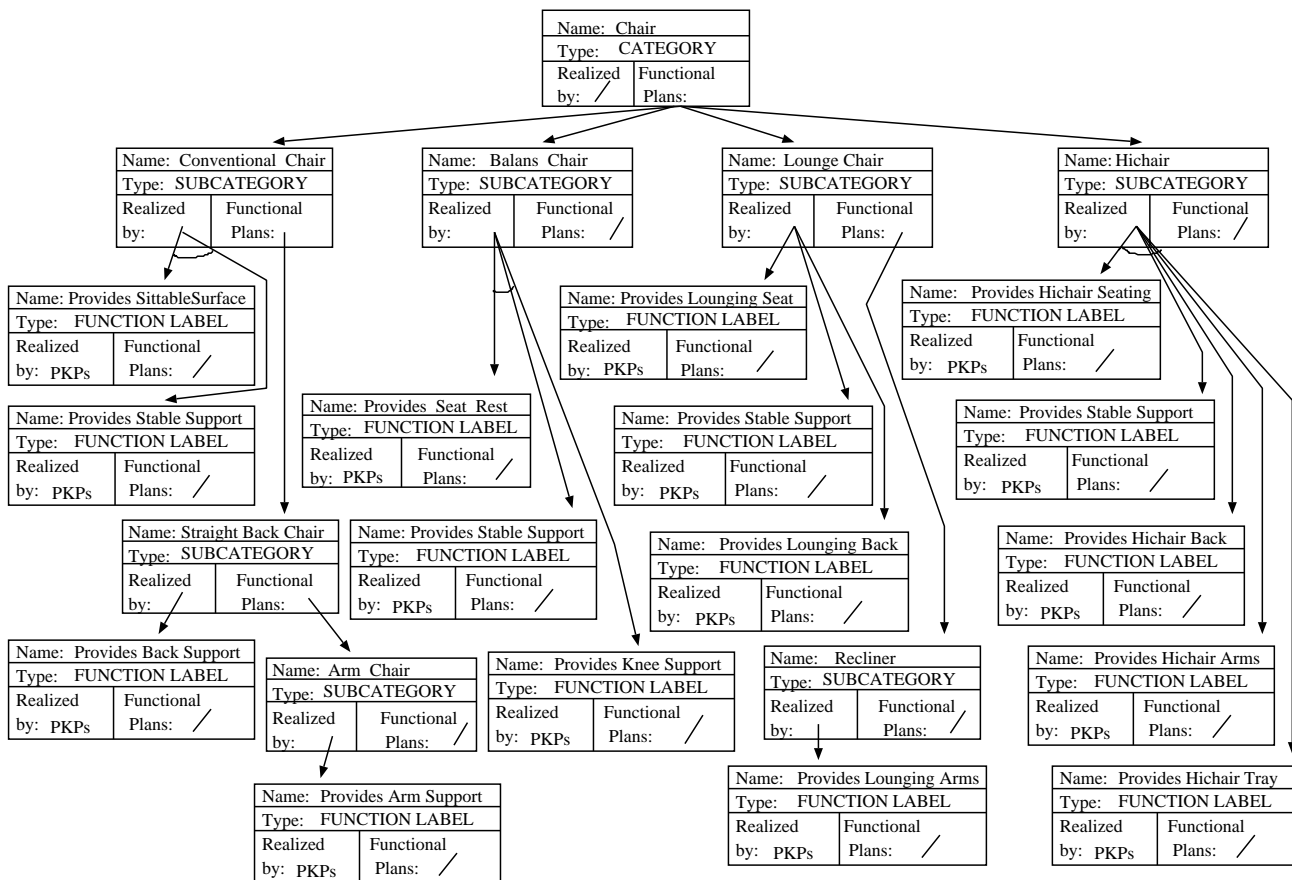 Name: Chair
Type: CATEGORY
Realized by: /
Functional Plans:
Name: Conventional Chair
Type: SUBCATEGORY
Realized by:
Functional Plans:
Name: Balans Chair
Type: SUBCATEGORY
Realized by:
Functional Plans: /
Name: Lounge Chair
Type: SUBCATEGORY
Realized by:
Functional Plans:
Name: Hichair
Type: SUBCATEGORY
Realized by:
Functional Plans: /
Name: Provides SittableSurface
Type: FUNCTION LABEL
Realized by: PKPs
Functional Plans: /
Name: Provides Lounging Seat
Type: FUNCTION LABEL
Realized by: PKPs
Functional Plans: /
Name: Provides Hichair Seating
Type: FUNCTION LABEL
Realized by: PKPs
Functional Plans: /
Name: Provides Stable Support
Type: FUNCTION LABEL
Realized by: PKPs
Functional Plans: /
Name: Provides Seat Rest
Type: FUNCTION LABEL
Realized by: PKPs
Functional Plans: /
Name: Provides Stable Support
Type: FUNCTION LABEL
Realized by: PKPs
Functional Plans: /
Name: Provides Stable Support
Type: FUNCTION LABEL
Realized by: PKPs
Functional Plans: /
Name: Straight Back Chair
Type: SUBCATEGORY
Realized by:
Functional Plans:
Name: Provides Stable Support
Type: FUNCTION LABEL
Realized by: PKPs
Functional Plans: /
Name: Provides Lounging Back
Type: FUNCTION LABEL
Realized by: PKPs
Functional Plans: /
Name: Provides Hichair Back
Type: FUNCTION LABEL
Realized by: PKPs
Functional Plans: /
Name: Provides Back Support
Type: FUNCTION LABEL
Realized by: PKPs
Functional Plans: /
Name: Arm Chair
Type: SUBCATEGORY
Realized by:
Functional Plans: /
Name: Provides Knee Support
Type: FUNCTION LABEL
Realized by: PKPs
Functional Plans: /
Name: Recliner
Type: SUBCATEGORY
Realized by:
Functional Plans: /
Name: Provides Hichair Arms
Type: FUNCTION LABEL
Realized by: PKPs
Functional Plans: /
Name: Provides Arm Support
Type: FUNCTION LABEL
Realized by: PKPs
Functional Plans: /
Name: Provides Lounging Arms
Type: FUNCTION LABEL
Realized by: PKPs
Functional Plans: /
Name: Provides Hichair Tray
Type: FUNCTION LABEL
Realized by: PKPs
Functional Plans: /